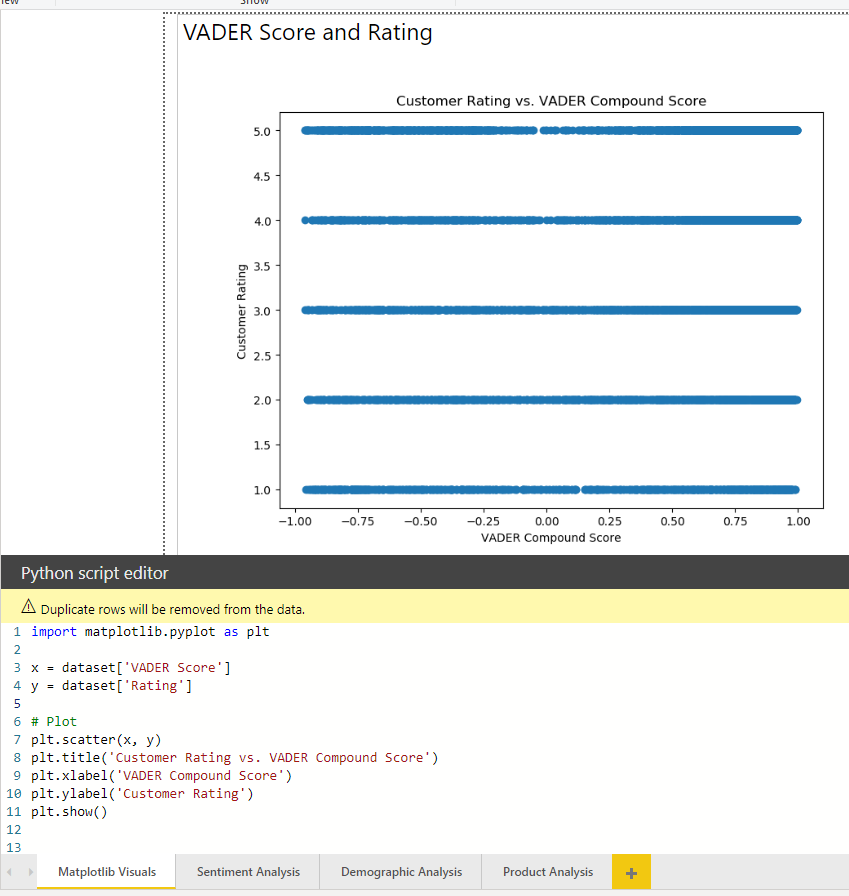 Show
VADER Score and Rating
Customer Rating vs. VADER Compound Score
5.0
4.5
4.0
3.5
3.0
2.5
2.0
1.5
1.0
Customer Rating
−1.00 −0.75 −0.50 −0.25 0.00 0.25 0.50 0.75 1.00
VADER Compound Score
Python script editor
Duplicate rows will be removed from the data.
1 import matplotlib.pyplot as plt
2
3 x = dataset['VADER Score']
4 y = dataset['Rating']
5
6 # Plot
7 plt.scatter(x, y)
8 plt.title('Customer Rating vs. VADER Compound Score')
9 plt.xlabel('VADER Compound Score')
10 plt.ylabel('Customer Rating')
11 plt.show()
12
13
Matplotlib Visuals Sentiment Analysis Demographic Analysis Product Analysis +